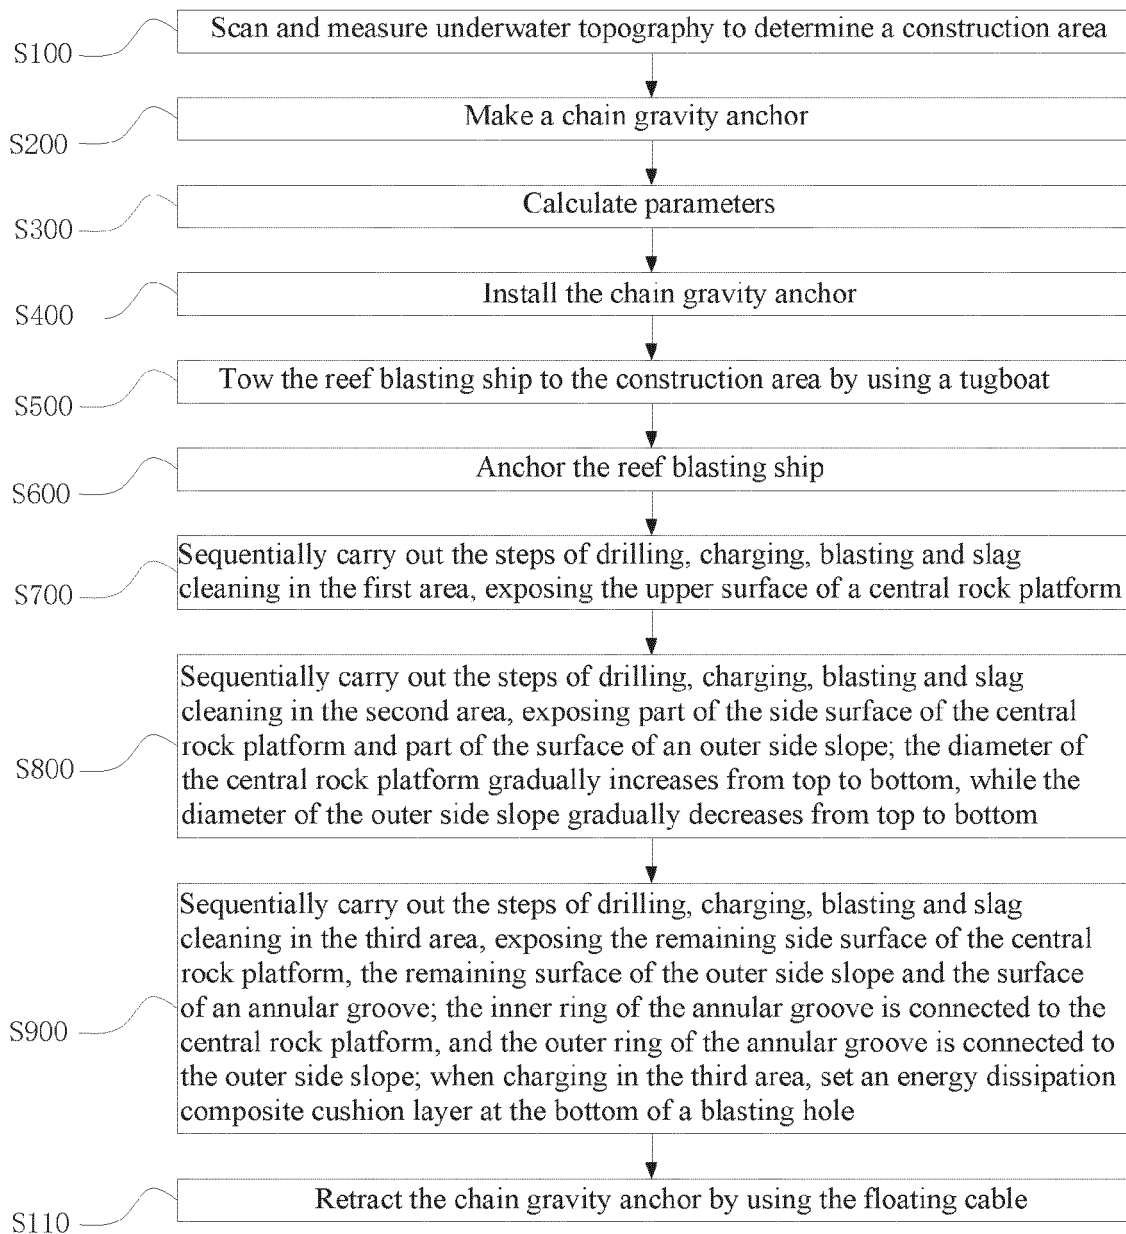 Scan and measure underwater topography to determine a construction area
S100
Make a chain gravity anchor
S200
Calculate parameters
S300
Install the chain gravity anchor
S400
Tow the reef blasting ship to the construction area by using a tugboat
S500
Anchor the reef blasting ship
S600
Sequentially carry out the steps of drilling, charging, blasting and slag
cleaning in the first area, exposing the upper surface of a central rock platform
S700
Sequentially carry out the steps of drilling, charging, blasting and slag
cleaning in the second area, exposing part of the side surface of the central
rock platform and part of the surface of an outer side slope; the diameter of
the central rock platform gradually increases from top to bottom, while the
diameter of the outer side slope gradually decreases from top to bottom
S800
Sequentially carry out the steps of drilling, charging, blasting and slag
cleaning in the third area, exposing the remaining side surface of the central
rock platform, the remaining surface of the outer side slope and the surface
of an annular groove; the inner ring of the annular groove is connected to the
central rock platform, and the outer ring of the annular groove is connected to
the outer side slope; when charging in the third area, set an energy dissipation
composite cushion layer at the bottom of a blasting hole
S900
Retract the chain gravity anchor by using the floating cable
S110